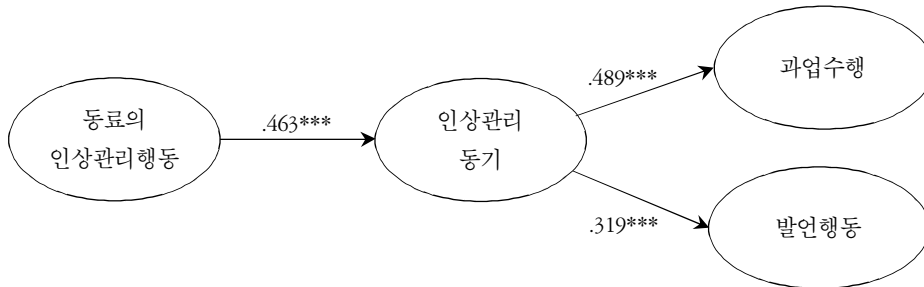 동료의
인상관리행동
.463***
인상관리
동기
.489***
과업수행
.319***
발언행동